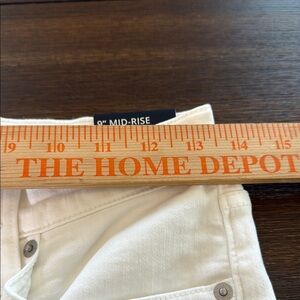 9" MID-RISE
9 10 11 12 13 14 15
THE HOME DEPOT